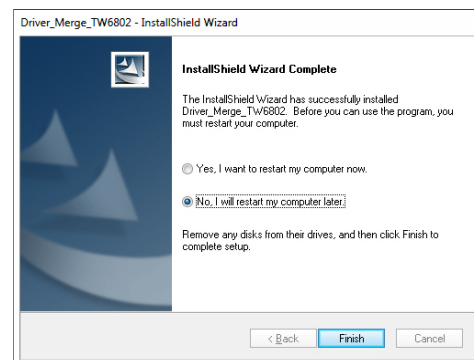 Driver_Merge_TW6802 - InstallShield Wizard
InstallShield Wizard Complete
The InstallShield Wizard has successfully installed
Driver_Merge_TW6802. Before you can use the program, you
must restart your computer.
Yes, I want to restart my computer now.
No, I will restart my computer later.
Remove any disks from their drives, and then click Finish to
complete setup.
< Back
Finish
Cancel